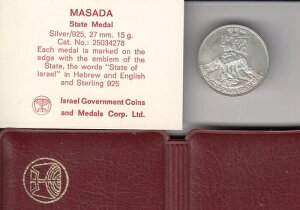 MASADA
State Medal
Silver/925, 27 mm. 15 g.
Cat. No.: 25034278
Each medal is marked on the
edge with the emblem of the
State, the words "State of
Israel" in Hebrew and English
and Sterling 925
Israel Government Coins
and Medals Corp. Ltd.